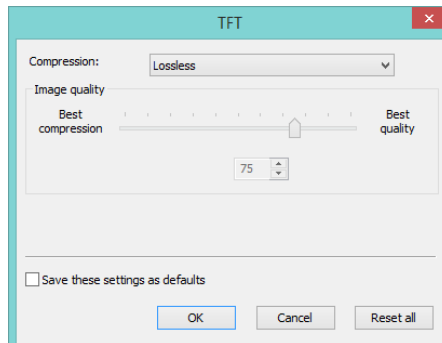 TFT
Compression: Lossless
Image quality
Best compression
Best quality
75
Save these settings as defaults
OK Cancel Reset all